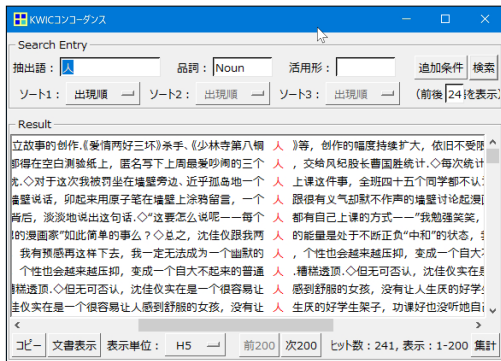 KWICコンコーダンス
Search Entry
抽出語： 人 品詞： Noun 活用形： 追加条件 検索
ソート1： 出現順 ソート2： 出現順 ソート3： 出現順 (前後 24 を表示)
Result
立故事的创作.《爱情两好三坏》杀手、《少林寺第八铜 人 》等，创作的幅度持续扩大，依旧不受限
都得在空白测验纸上，匿名写下上周最爱吵闹的三个 人 ，交给风纪股长曹国胜统计.◇每次统计
尤.◇对于这次我被罚坐在墙壁旁边、近乎孤岛地一个 人 上课这件事，全班四十五个同学都不认
墙壁说话，卯起来用原子笔在墙壁上涂鸦留言，一个 人 跟很有义气却默不作声的墙壁讨论起漫画
背后，淡淡地说出这句话.◇“这要怎么说呢——每个 人 都有自己上课的方式——”我勉强笑笑，
的漫画家”如此简单的事么？◇总之，沈佳仪跟我两 人 的能量是处于不断正负“中和”的状态，
我有预感再这样下去，我一定无法成为一个幽默的 人 ，个性也会越来越压抑，变成一个自大
个性也会越来越压抑，变成一个自大不起来的普通 人 .糟糕透顶.◇但无可否认，沈佳仪实在是
糟糕透顶.◇但无可否认，沈佳仪实在是一个很容易让 人 感到舒服的女孩，没有让人生厌的好学生
佳仪实在是一个很容易让人感到舒服的女孩，没有让 人 生厌的好学生架子，功课好也没听她自
コピー 文書表示 表示単位： H5 前200 次200 ヒット数：241, 表示：1-200 集計